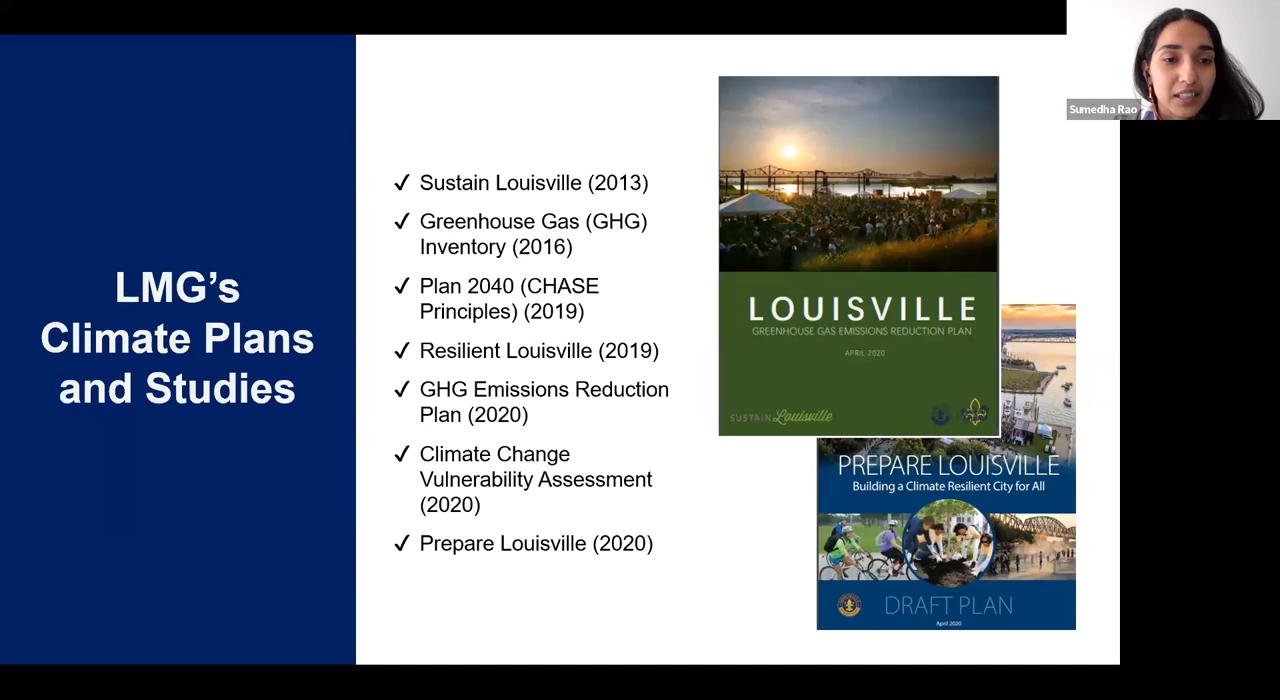 LMG’s
Climate Plans
and Studies
✓ Sustain Louisville (2013)
✓ Greenhouse Gas (GHG)
Inventory (2016)
✓ Plan 2040 (CHASE
Principles) (2019)
✓ Resilient Louisville (2019)
✓ GHG Emissions Reduction
Plan (2020)
✓ Climate Change
Vulnerability Assessment
(2020)
✓ Prepare Louisville (2020)
LOUISVILLE
GREENHOUSE GAS EMISSIONS REDUCTION PLAN
APRIL 2020
SUSTAIN Louisville
PREPARE LOUISVILLE
Building a Climate Resilient City for All
DRAFT PLAN
April 2020
Sumedha Rao